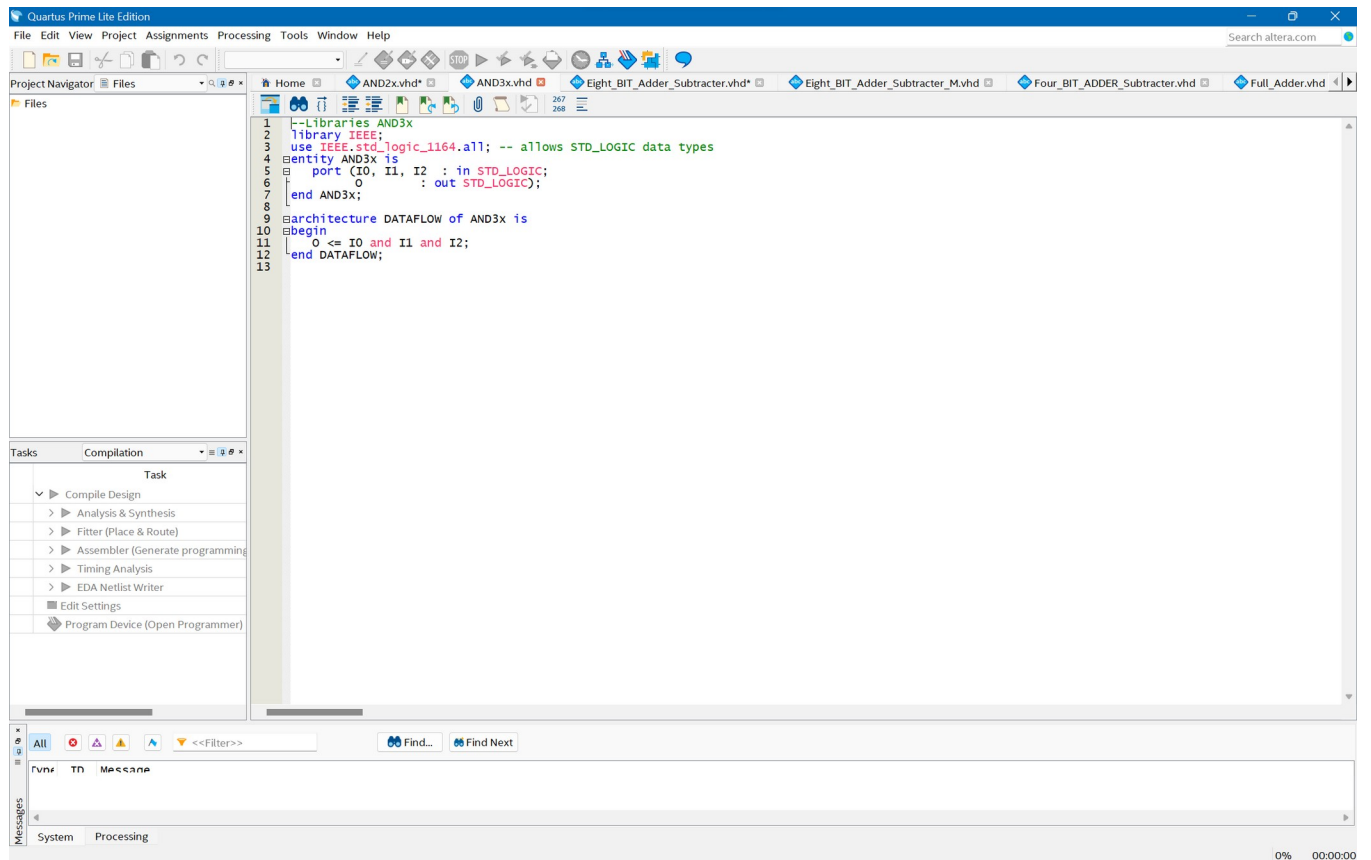 Quartus Prime Lite Edition
File Edit View Project Assignments Processing Tools Window Help
Search altera.com
STOP
Project Navigator Files
Home AND2x.vhd* AND3x.vhd Eight_BIT_Adder_Subtracter.vhd* Eight_BIT_Adder_Subtracter_M.vhd Four_BIT_ADDER_Subtracter.vhd Full_Adder.vhd
Files
267
268
1 --Libraries AND3x
2 library IEEE;
3 use IEEE.std_logic_1164.all; -- allows STD_LOGIC data types
4 entity AND3x is
5 port (I0, I1, I2 : in STD_LOGIC;
6 O : out STD_LOGIC);
7 end AND3x;
8
9 architecture DATAFLOW of AND3x is
10 begin
11 O <= I0 and I1 and I2;
12 end DATAFLOW;
13
Tasks Compilation
Task
Compile Design
Analysis & Synthesis
Fitter (Place & Route)
Assembler (Generate programming
Timing Analysis
EDA Netlist Writer
Edit Settings
Program Device (Open Programmer)
All <<Filter>> Find... Find Next
Type ID Message
Messages
System Processing
0% 00:00:00